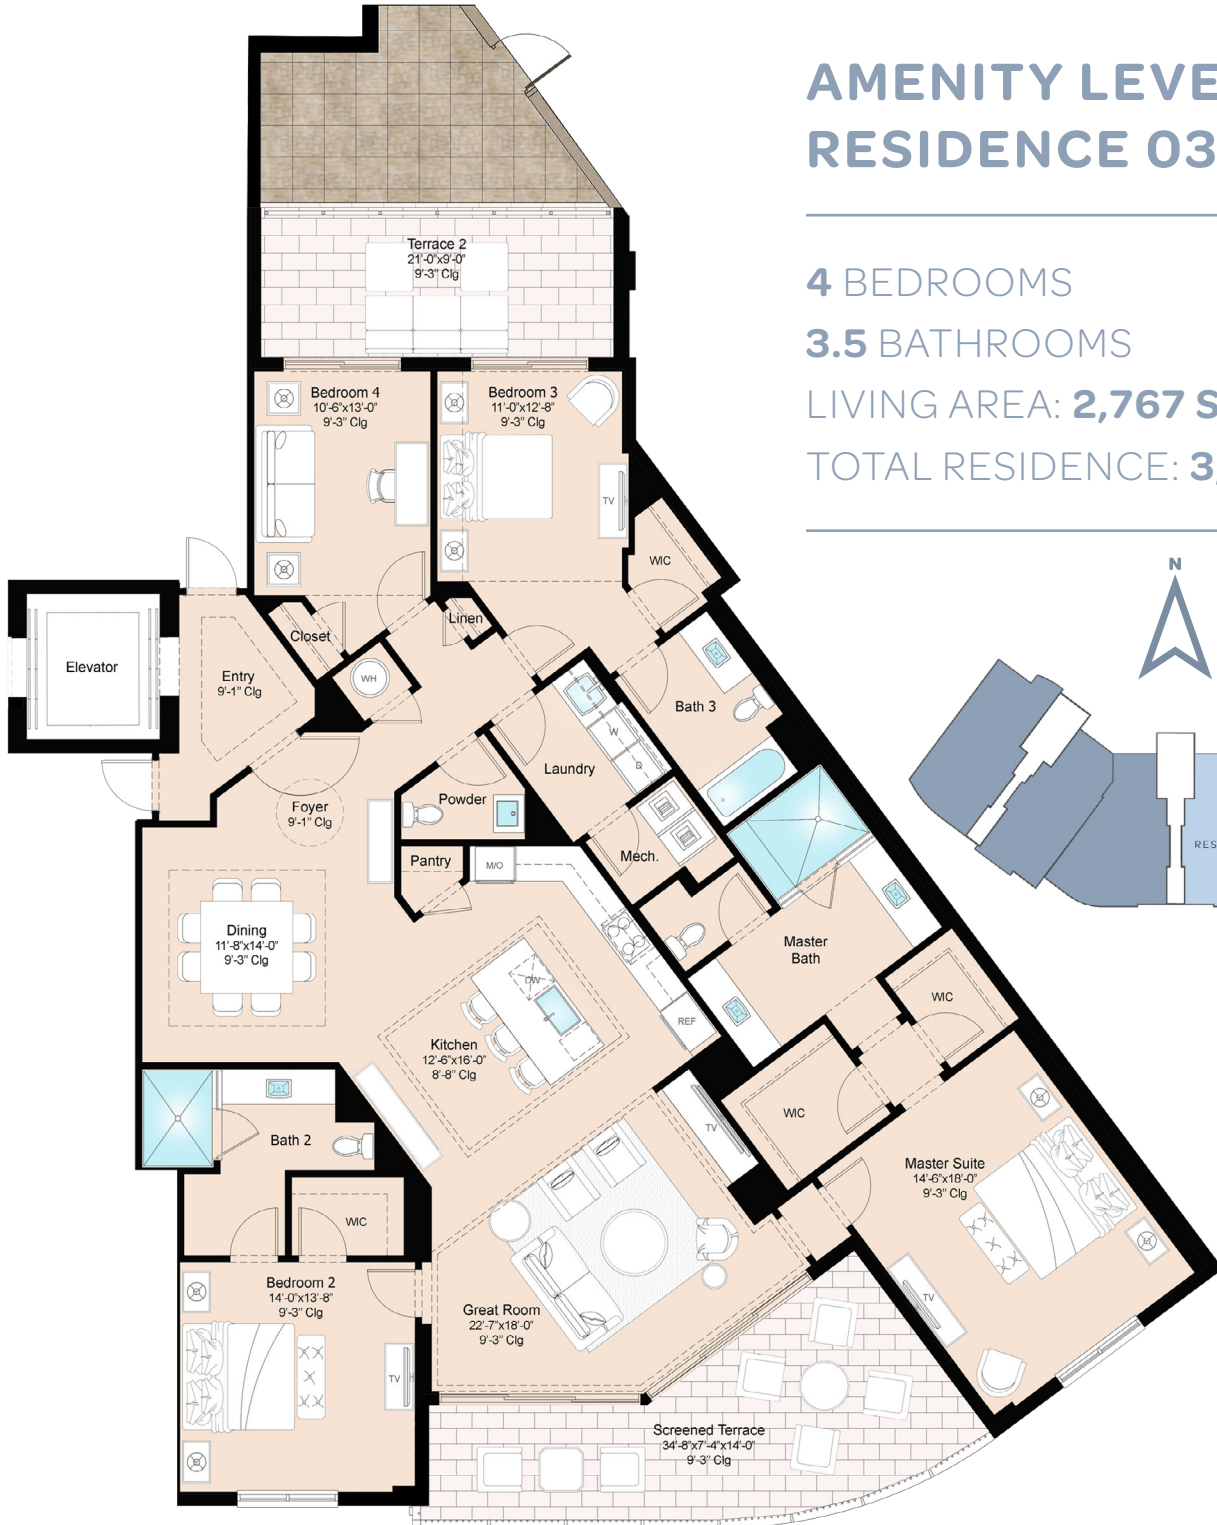 AMENITY LEVE
RESIDENCE 03
4 BEDROOMS
3.5 BATHROOMS
LIVING AREA: 2,767 S
TOTAL RESIDENCE: 3,
N
RES
Terrace 2
21'-0"x9'-0"
9'-3" Clg
Bedroom 4
10'-6"x13'-0"
9'-3" Clg
Bedroom 3
11'-0"x12'-8"
9'-3" Clg
TV
WIC
Linen
Closet
Elevator
Entry
9'-1" Clg
WH
Bath 3
W
D
Laundry
Foyer
9'-1" Clg
Powder
Mech.
Pantry
M/O
Dining
11'-8"x14'-0"
9'-3" Clg
Master
Bath
DW
WIC
REF
Kitchen
12'-6"x16'-0"
8'-8" Clg
WIC
TV
Bath 2
Master Suite
14'-6"x18'-0"
9'-3" Clg
WIC
Bedroom 2
14'-0"x13'-8"
9'-3" Clg
TV
Great Room
22'-7"x18'-0"
9'-3" Clg
TV
Screened Terrace
34'-8"x7'-4"x14'-0"
9'-3" Clg